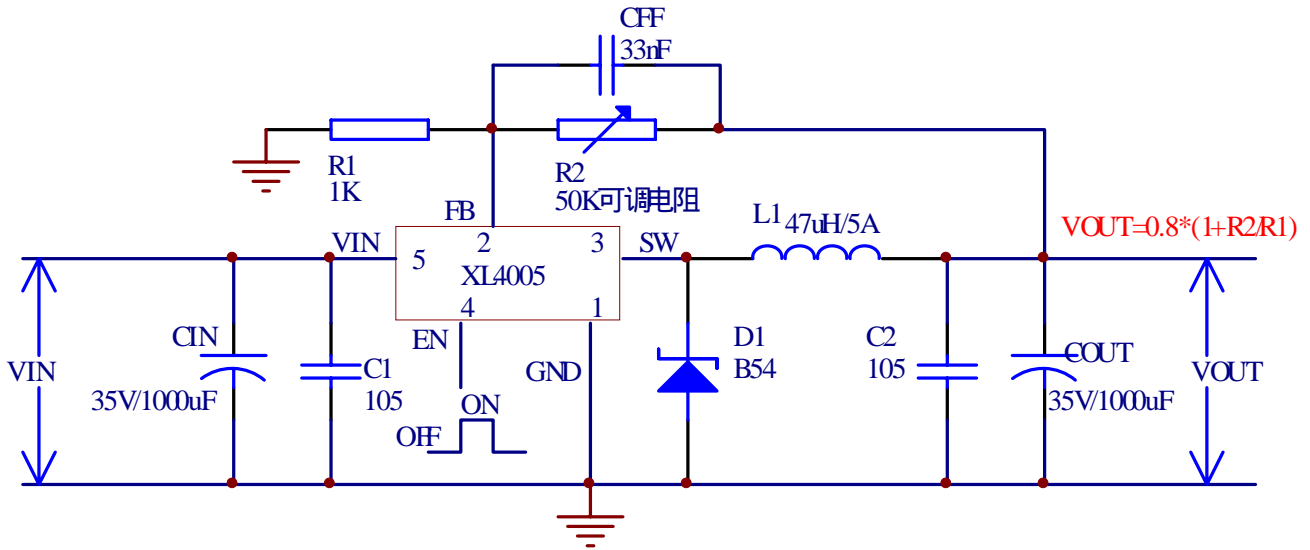 CFF
33nF
R1
1K
R2
50K可调电阻
FB
VIN
5
2
3
XL4005
4
1
SW
L1
47uH/5A
VOUT=0.8*(1+R2/R1)
EN
GND
ON
OFF
VIN
CIN
35V/1000uF
C1
105
D1
B54
C2
105
COUT
35V/1000uF
VOUT